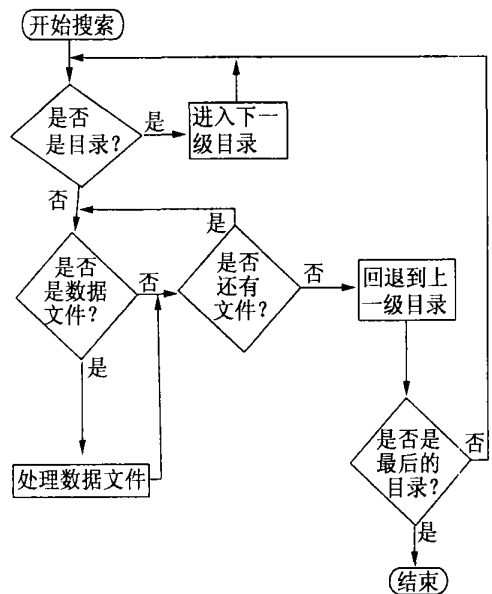 开始搜索
是否
是目录？
是
进入下一
级目录
否
是
是否
是数据
文件？
否
是否
还有
文件？
否
回退到上
一级目录
是
处理数据文件
是否是
最后的
目录？
否
是
结束